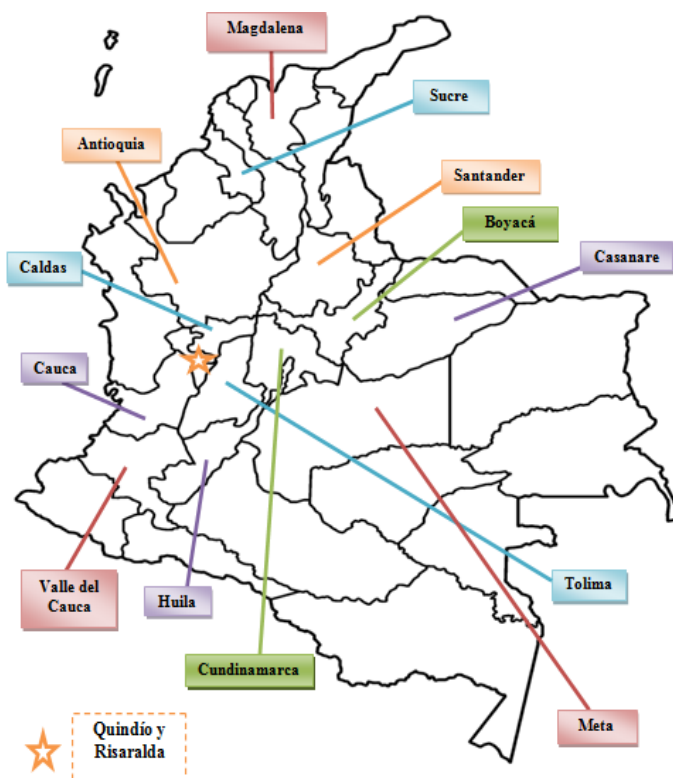 Magdalena
Sucre
Antioquia
Santander
Boyacá
Casanare
Caldas
Cauca
Valle del
Cauca
Huila
Tolima
Cundinamarca
Meta
Quindío y
Risaralda